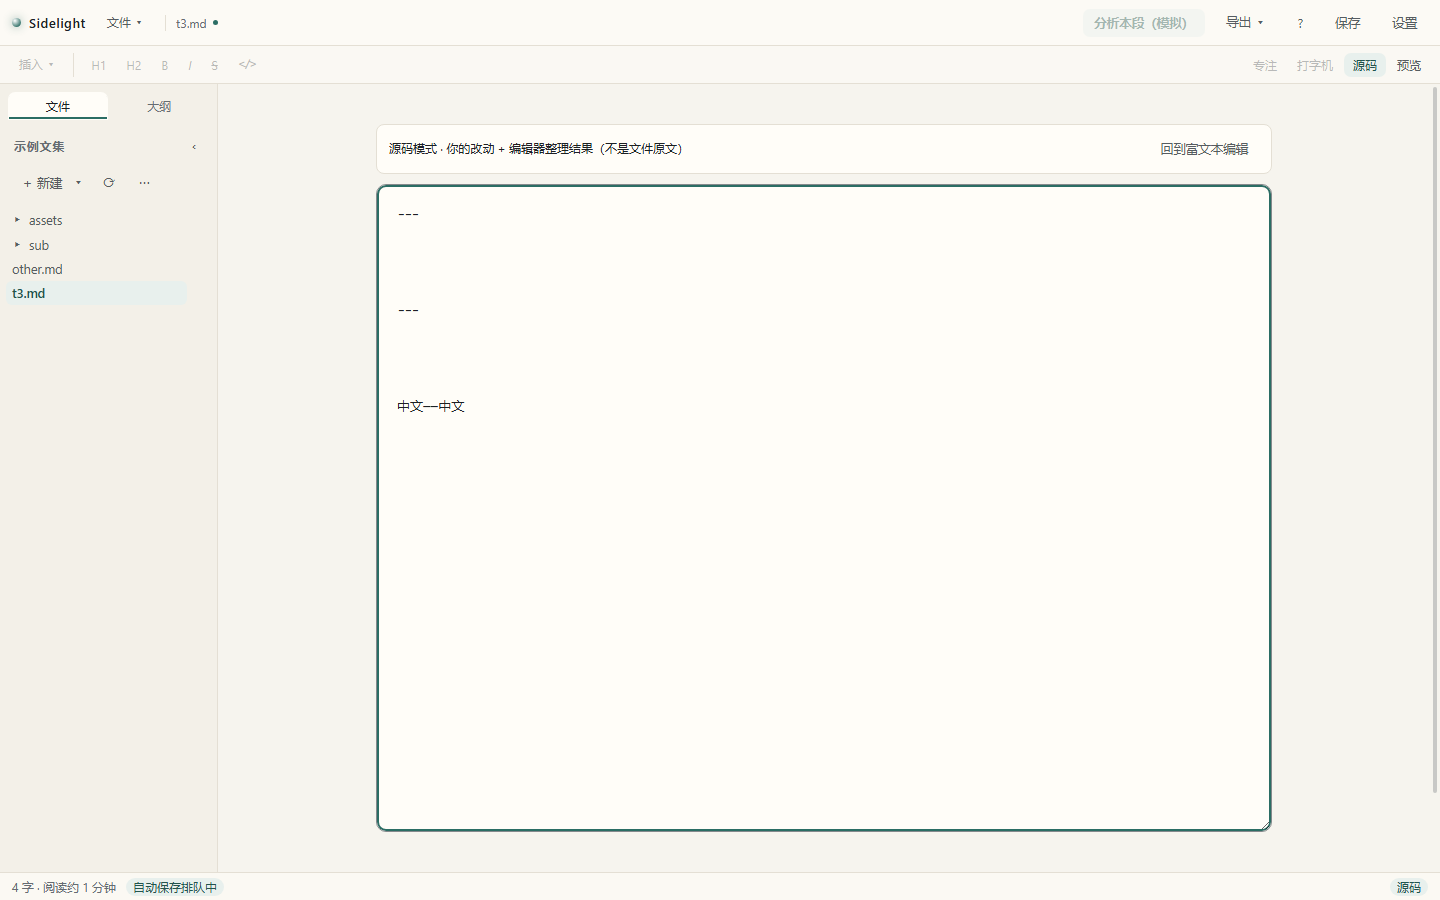 Sidelight 文件 t3.md 分析本段（模拟） 导出 ? 保存 设置
插入 H1 H2 B I S </> 专注 打字机 源码 预览
文件 大纲
示例文集
+ 新建 ···
assets
sub
other.md
t3.md
源码模式 · 你的改动 + 编辑器整理结果（不是文件原文） 回到富文本编辑
---
---
中文——中文
4 字 · 阅读约 1 分钟 自动保存排队中 源码